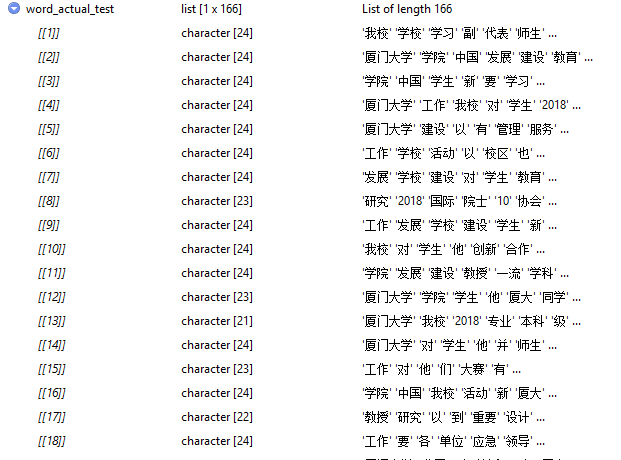 word_actual_test list [1 x 166] List of length 166
[[1]] character [24] '我校' '学校' '学习' '副' '代表' '师生' ...
[[2]] character [24] '厦门大学' '学院' '中国' '发展' '建设' '教育' ...
[[3]] character [24] '学院' '中国' '学生' '新' '要' '学习' ...
[[4]] character [24] '厦门大学' '工作' '我校' '对' '学生' '2018' ...
[[5]] character [24] '厦门大学' '建设' '以' '有' '管理' '服务' ...
[[6]] character [24] '工作' '学校' '活动' '以' '校区' '也' ...
[[7]] character [24] '发展' '学校' '建设' '对' '学生' '教育' ...
[[8]] character [23] '研究' '2018' '国际' '院士' '10' '协会' ...
[[9]] character [24] '工作' '发展' '学校' '建设' '学生' '新' ...
[[10]] character [24] '我校' '对' '学生' '他' '创新' '合作' ...
[[11]] character [24] '学院' '发展' '建设' '教授' '一流' '学科' ...
[[12]] character [23] '厦门大学' '学院' '学生' '他' '厦大' '同学' ...
[[13]] character [21] '厦门大学' '我校' '2018' '专业' '本科' '级' ...
[[14]] character [24] '厦门大学' '对' '学生' '他' '并' '师生' ...
[[15]] character [23] '工作' '对' '他' '们' '大赛' '有' ...
[[16]] character [24] '学院' '中国' '我校' '活动' '新' '厦大' ...
[[17]] character [22] '教授' '研究' '以' '到' '重要' '设计' ...
[[18]] character [24] '工作' '要' '各' '单位' '应急' '领导' ...